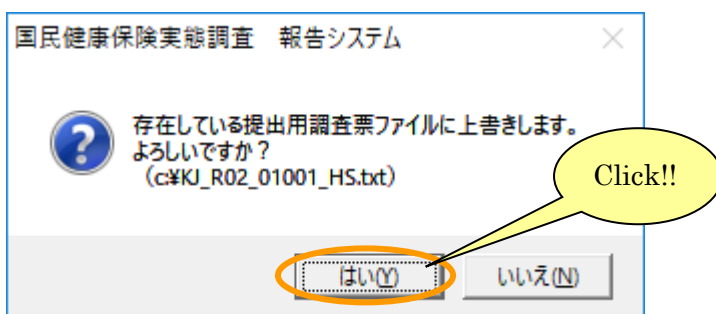 国民健康保険実態調査　報告システム
存在している提出用調査票ファイルに上書きします。
よろしいですか？
（c:¥KJ_R02_01001_HS.txt）
Click!!
はい(Y)
いいえ(N)